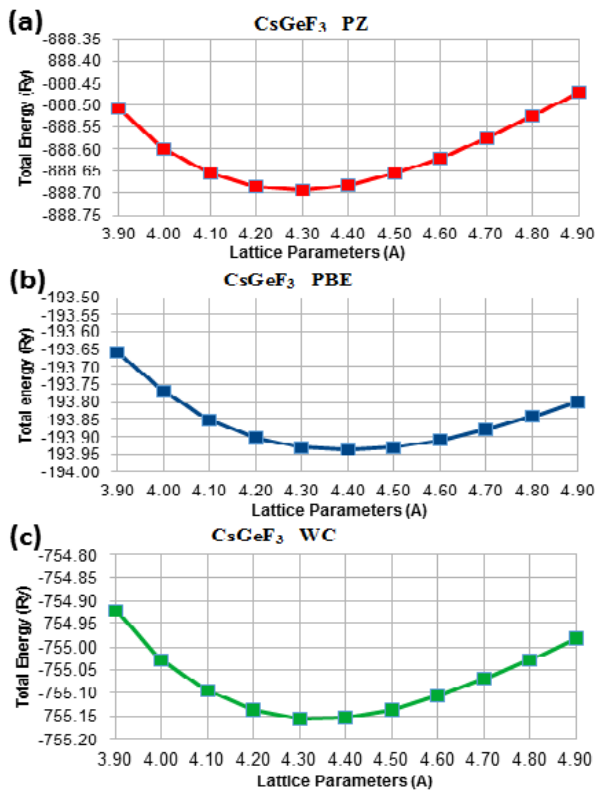 (a)
CsGeF₃ PZ
Total Energy (Ry)
-888.35
888.40
-888.45
-888.50
-888.55
-888.60
888.65
-888.70
-888.75
3.90 4.00 4.10 4.20 4.30 4.40 4.50 4.60 4.70 4.80 4.90
Lattice Parameters (A)
(b)
CsGeF₃ PBE
Total energy (Ry)
-193.50
193.55
193.60
-193.65
193.70
-193.75
193.80
193.85
-193.90
193.95
-194.00
3.90 4.00 4.10 4.20 4.30 4.40 4.50 4.60 4.70 4.80 4.90
Lattice Parameters (A)
(c)
CsGeF₃ WC
Total Energy (Ry)
-754.80
-754.85
-754.90
-754.95
-755.00
-755.05
-755.10
-755.15
-755.20
3.90 4.00 4.10 4.20 4.30 4.40 4.50 4.60 4.70 4.80 4.90
Lattice Parameters (A)